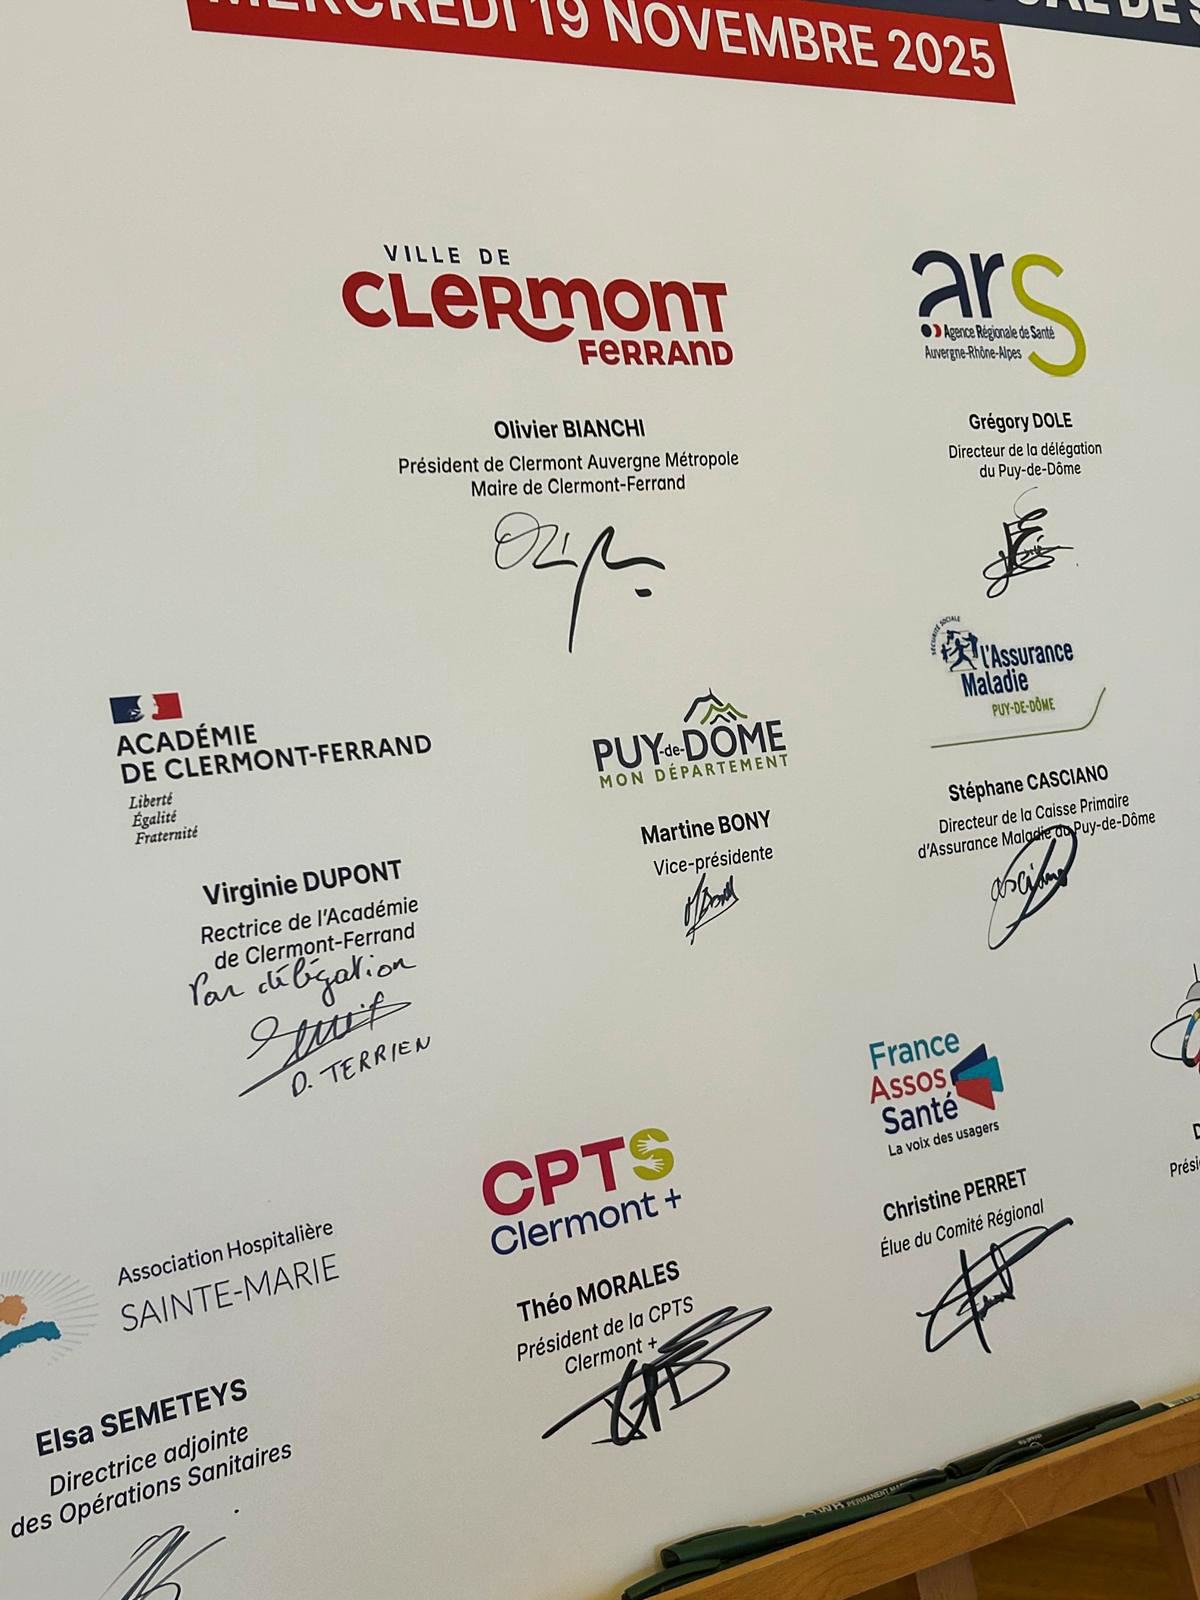 MERCREDI 19 NOVEMBRE 2025
VILLE DE
CLERMONT
FERRAND
Olivier BIANCHI
Président de Clermont Auvergne Métropole
Maire de Clermont-Ferrand
ars
Agence Régionale de Santé
Auvergne-Rhône-Alpes
Grégory DOLE
Directeur de la délégation
du Puy-de-Dôme
ACADÉMIE
DE CLERMONT-FERRAND
Liberté
Égalité
Fraternité
Virginie DUPONT
Rectrice de l'Académie
de Clermont-Ferrand
Par délégation
D. TERRIEN
PUY-de-DÔME
MON DÉPARTEMENT
Martine BONY
Vice-présidente
SÉCURITÉ SOCIALE
l'Assurance
Maladie
PUY-DE-DÔME
Stéphane CASCIANO
Directeur de la Caisse Primaire
d'Assurance Maladie du Puy-de-Dôme
Association Hospitalière
SAINTE-MARIE
Elsa SEMETEYS
Directrice adjointe
des Opérations Sanitaires
CPTS
Clermont +
Théo MORALES
Président de la CPTS
Clermont +
France
Assos
Santé
La voix des usagers
Christine PERRET
Élue du Comité Régional
PERMANENT